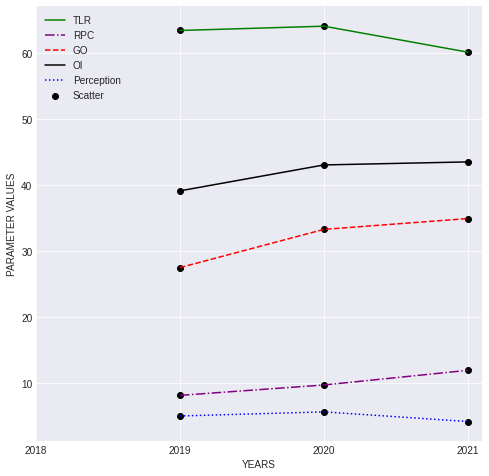 TLR
RPC
GO
OI
Perception
Scatter
60
50
40
30
20
10
PARAMETER VALUES
2018
2019
2020
2021
YEARS